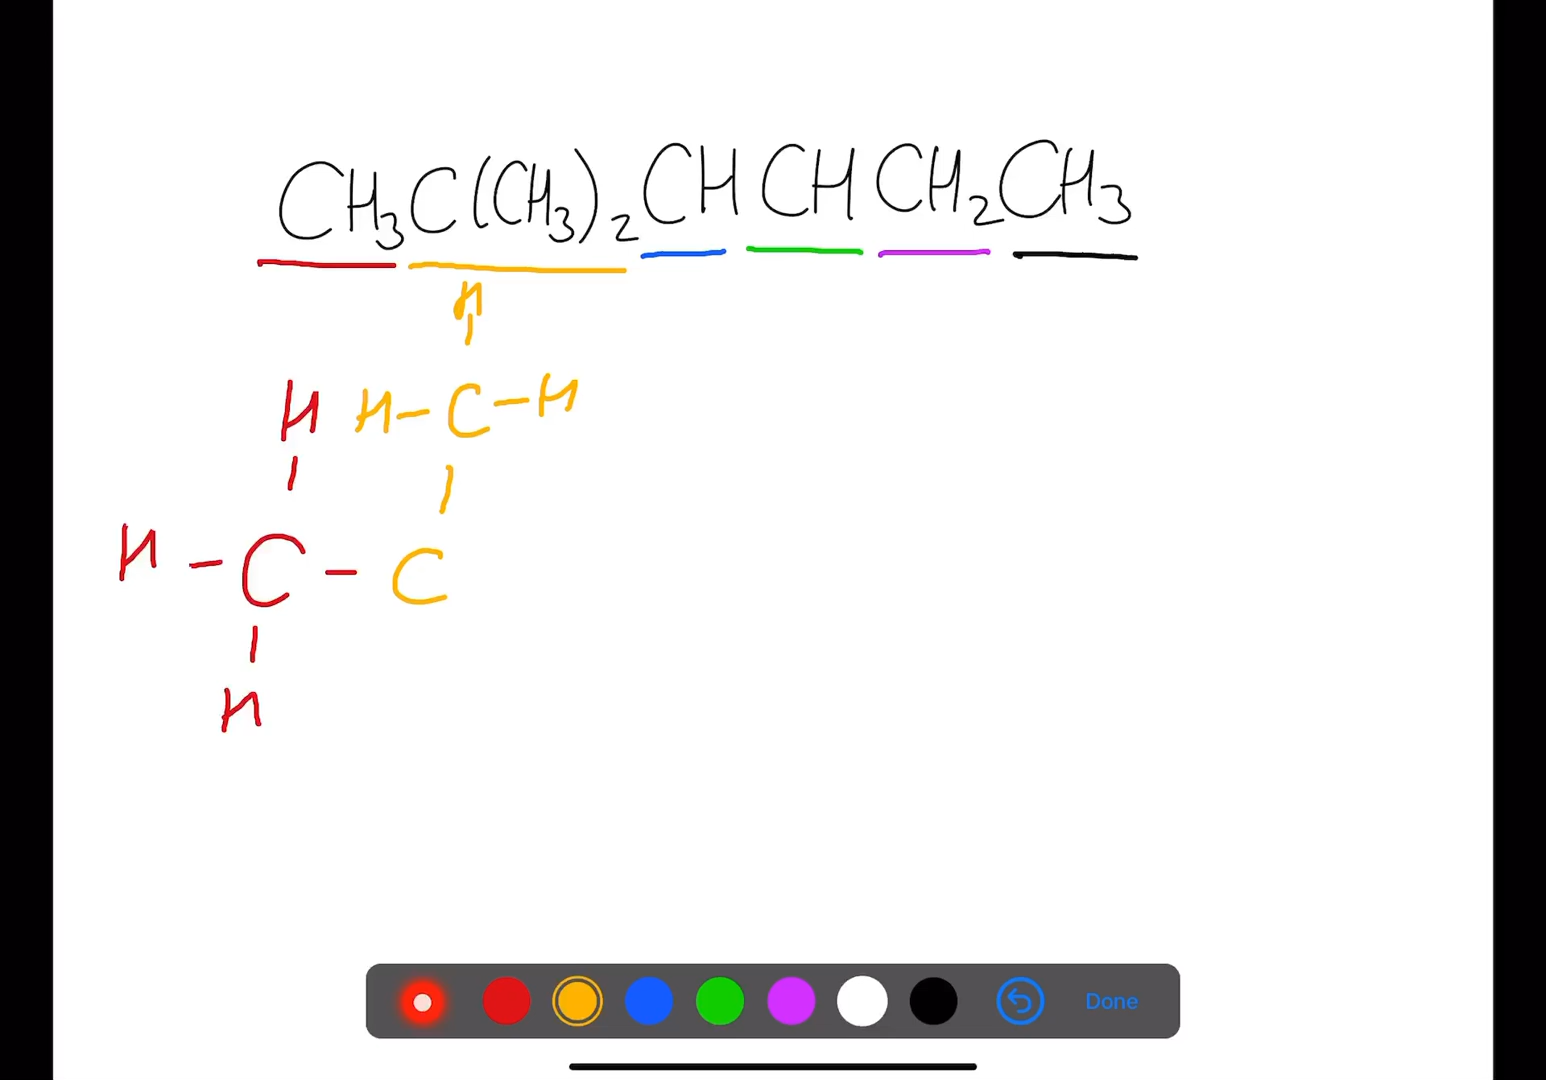 CH₃C(CH₃)₂CHCHCH₂CH₃
H
H H-C-H
H-C-C
H
Done